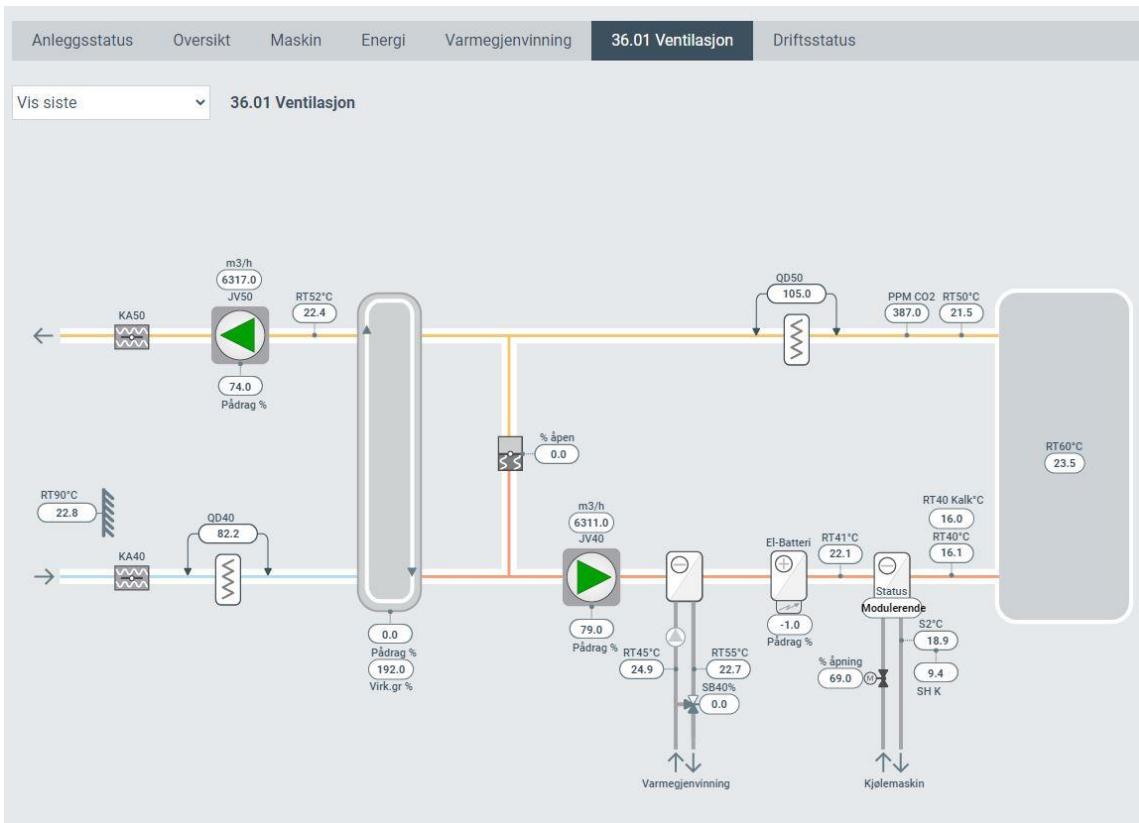 Anleggsstatus Oversikt Maskin Energi Varmegjenvinning 36.01 Ventilasjon Driftsstatus
Vis siste 36.01 Ventilasjon
m3/h
6317.0
JV50
RT52°C
22.4
KA50
74.0
Pådrag %
QD50
105.0
PPM CO2
387.0
RT50°C
21.5
% åpen
0.0
RT60°C
23.5
RT90°C
22.8
QD40
82.2
KA40
0.0
Pådrag %
192.0
Virk.gr %
m3/h
6311.0
JV40
79.0
Pådrag %
El-Batteri
-1.0
Pådrag %
RT41°C
22.1
RT40 Kalk°C
16.0
RT40°C
16.1
Status
Modulerende
RT45°C
24.9
RT55°C
22.7
SB40%
0.0
Varmegjenvinning
S2°C
18.9
9.4
SH K
% åpning
69.0
M
Kjølemaskin